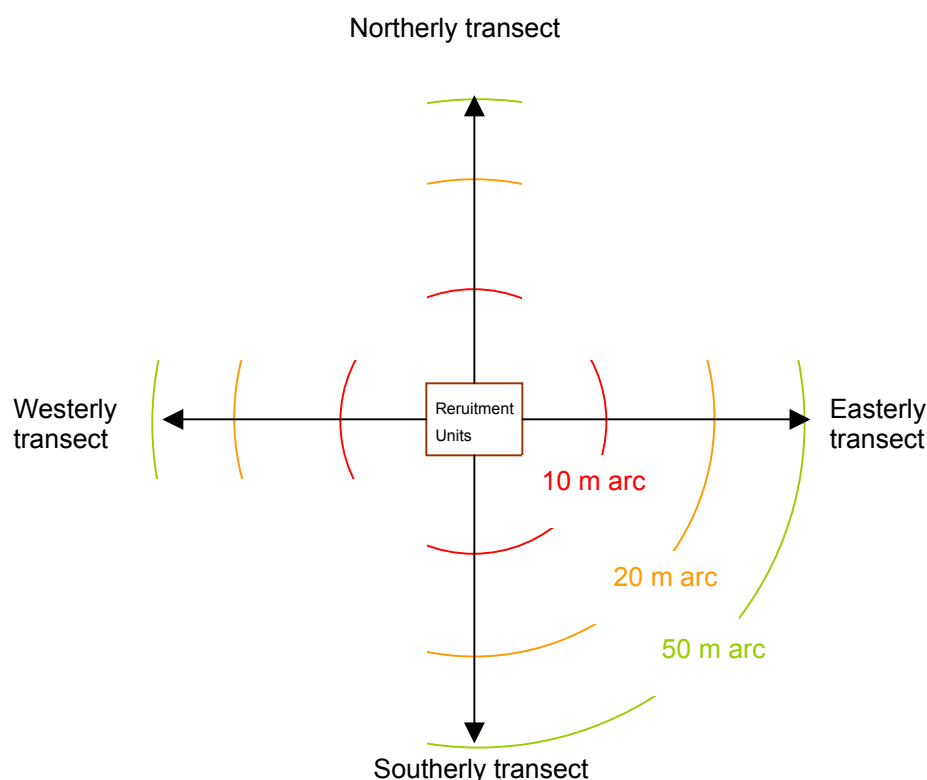 Northerly transect
Westerly
transect
Reruitment
Units
Easterly
transect
10 m arc
20 m arc
50 m arc
Southerly transect